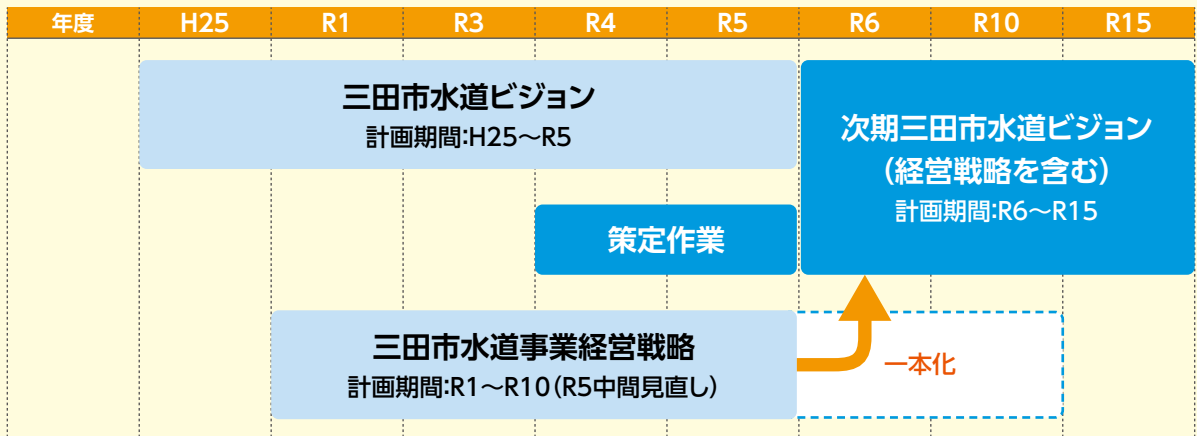 年度 H25 R1 R3 R4 R5 R6 R10 R15
三田市水道ビジョン
計画期間:H25～R5
次期三田市水道ビジョン
(経営戦略を含む)
計画期間:R6～R15
策定作業
三田市水道事業経営戦略
計画期間:R1～R10(R5中間見直し)
一本化